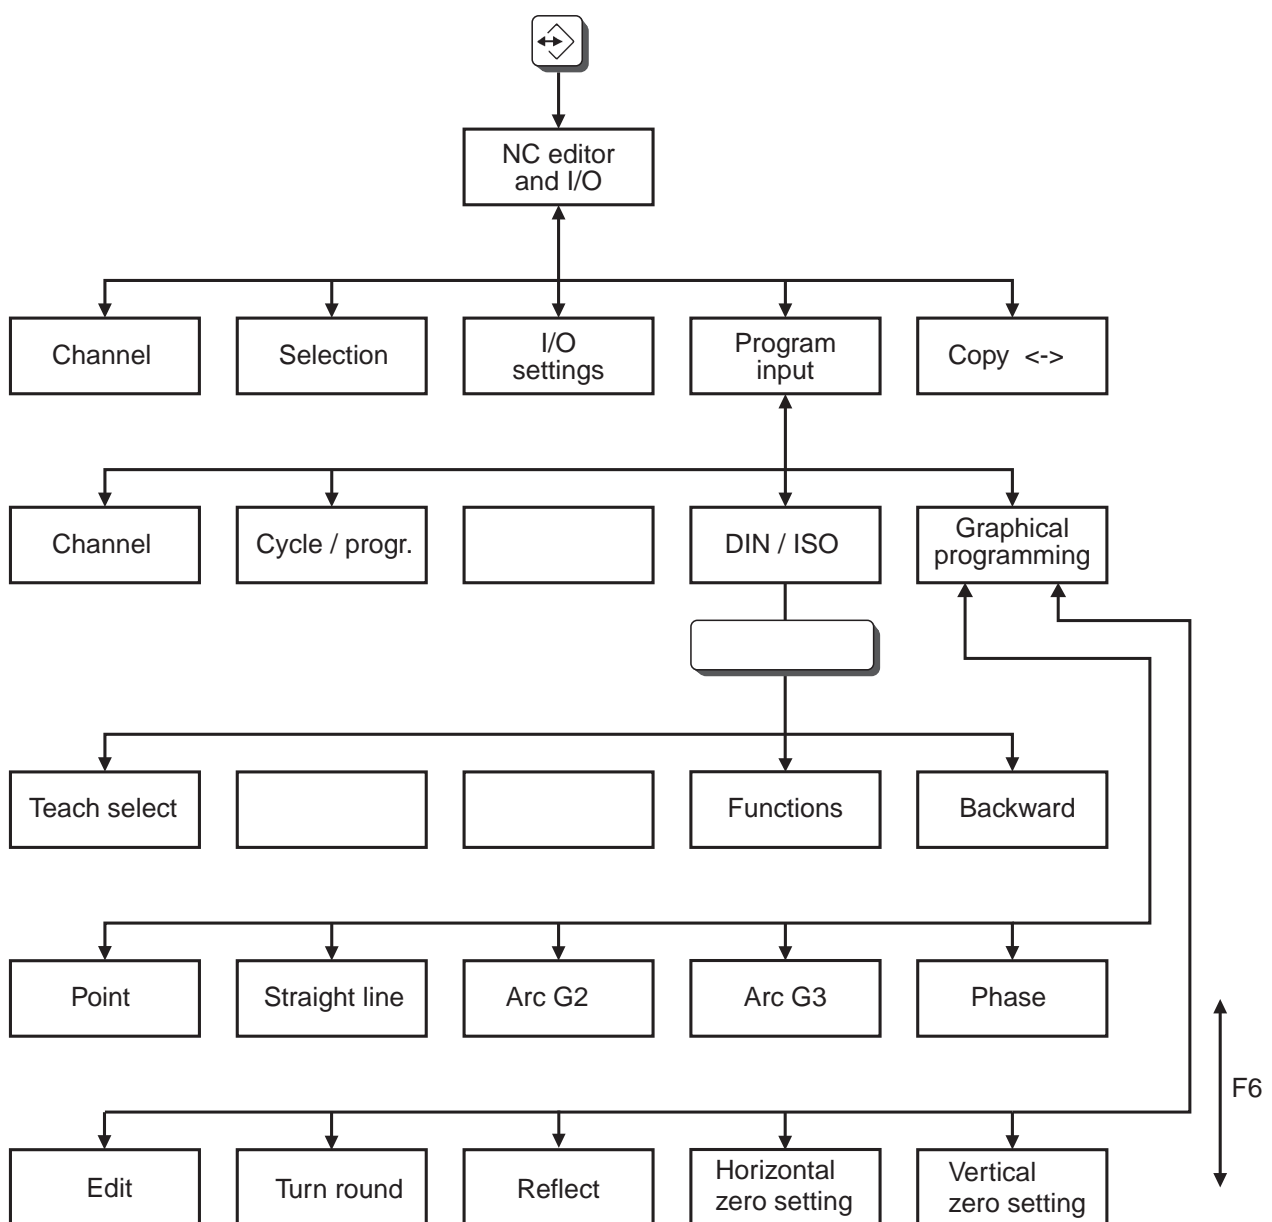 NC editor
and I/O
Channel
Selection
I/O
settings
Program
input
Copy <->
Channel
Cycle / progr.
DIN / ISO
Graphical
programming
Teach select
Functions
Backward
Point
Straight line
Arc G2
Arc G3
Phase
F6
Edit
Turn round
Reflect
Horizontal
zero setting
Vertical
zero setting